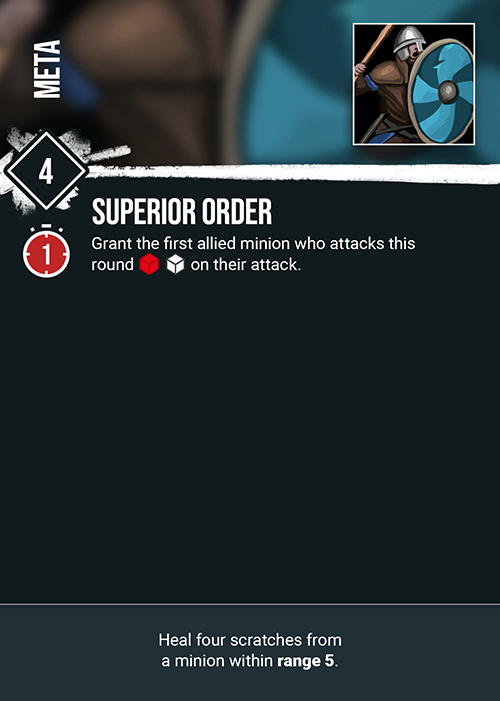 META
4
SUPERIOR ORDER
1
Grant the first allied minion who attacks this
round on their attack.
Heal four scratches from
a minion within range 5.